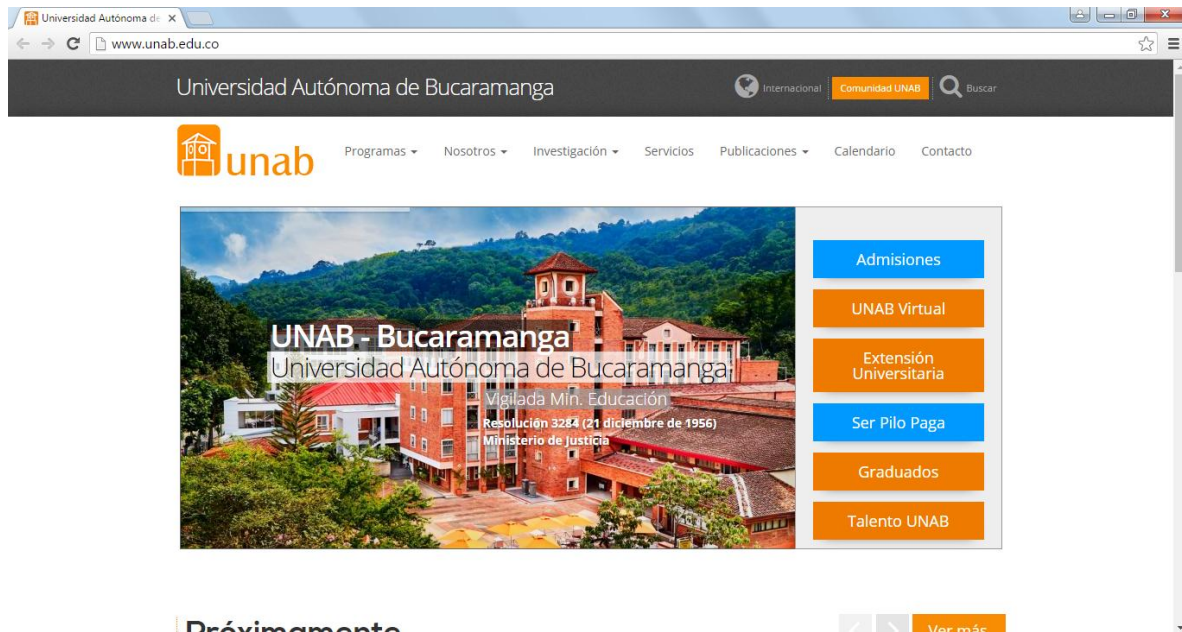 Universidad Autónoma de
www.unab.edu.co
Universidad Autónoma de Bucaramanga
Internacional
Comunidad UNAB
Buscar
unab
Programas
Nosotros
Investigación
Servicios
Publicaciones
Calendario
Contacto
UNAB - Bucaramanga
Universidad Autónoma de Bucaramanga
Vigilada Min. Educación
Resolución 3284 (21 diciembre de 1956)
Ministerio de Justicia
Admisiones
UNAB Virtual
Extensión
Universitaria
Ser Pilo Paga
Graduados
Talento UNAB
Próximamente
Ver más